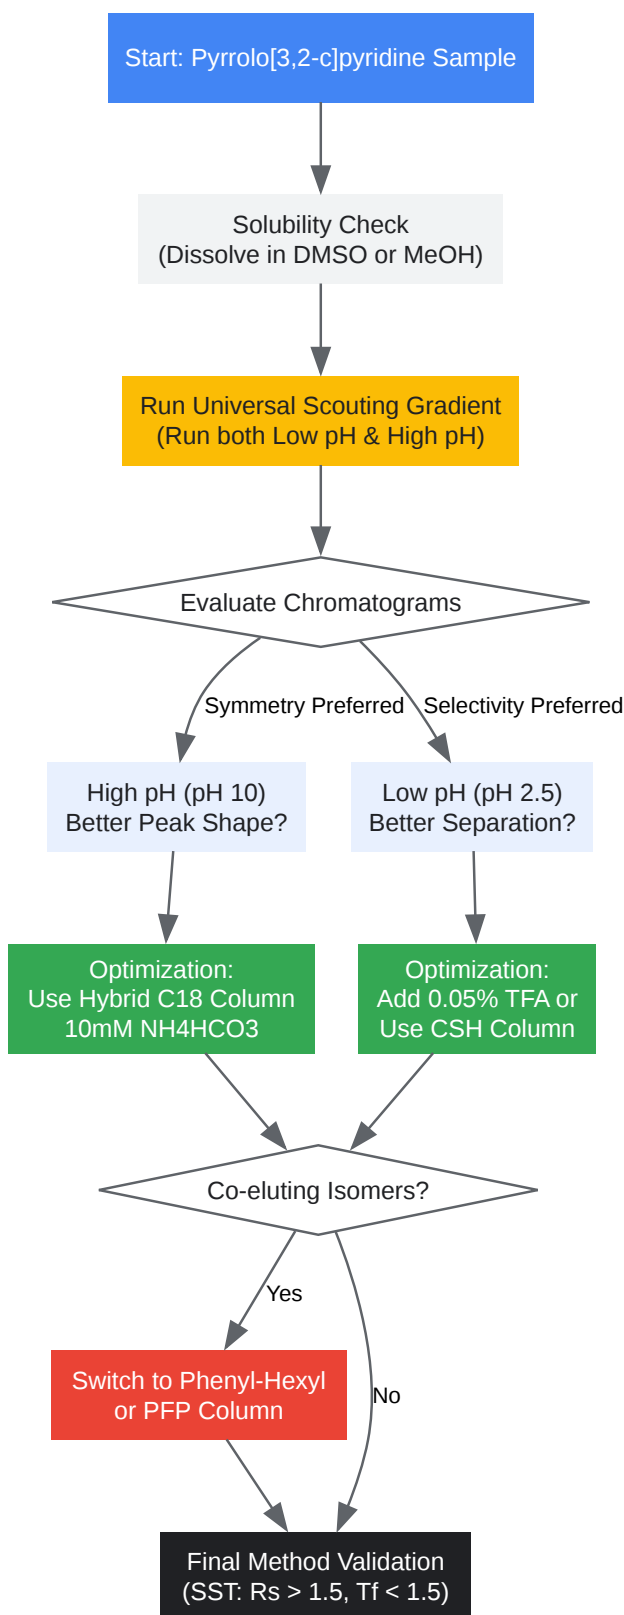 Start: Pyrrolo[3,2-c]pyridine Sample
Solubility Check
(Dissolve in DMSO or MeOH)
Run Universal Scouting Gradient
(Run both Low pH & High pH)
Evaluate Chromatograms
Symmetry Preferred
Selectivity Preferred
High pH (pH 10)
Better Peak Shape?
Low pH (pH 2.5)
Better Separation?
Optimization:
Use Hybrid C18 Column
10mM NH4HCO3
Optimization:
Add 0.05% TFA or
Use CSH Column
Co-eluting Isomers?
Yes
Switch to Phenyl-Hexyl
or PFP Column
No
Final Method Validation
(SST: Rs > 1.5, Tf < 1.5)